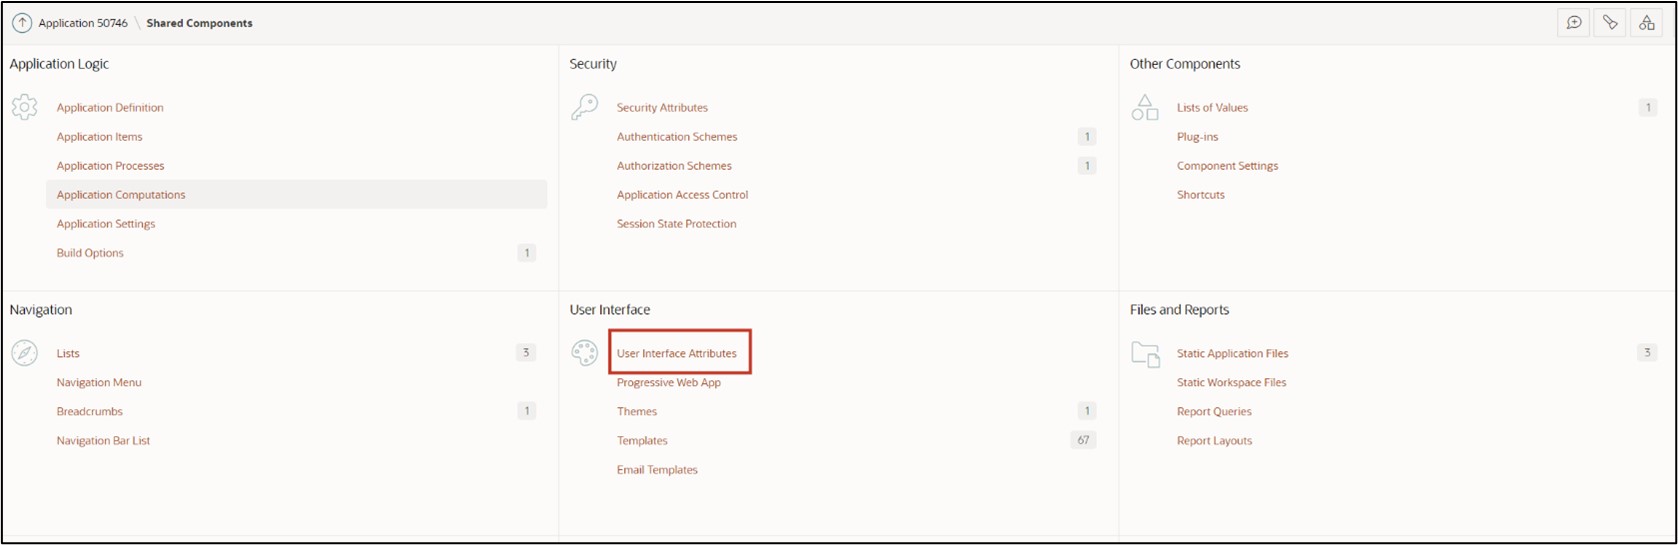 Application 50746 \ Shared Components
Application Logic
Application Definition
Application Items
Application Processes
Application Computations
Application Settings
Build Options 1
Security
Security Attributes
Authentication Schemes 1
Authorization Schemes 1
Application Access Control
Session State Protection
Other Components
Lists of Values 1
Plug-ins
Component Settings
Shortcuts
Navigation
Lists 3
Navigation Menu
Breadcrumbs 1
Navigation Bar List
User Interface
User Interface Attributes
Progressive Web App
Themes 1
Templates 67
Email Templates
Files and Reports
Static Application Files 3
Static Workspace Files
Report Queries
Report Layouts